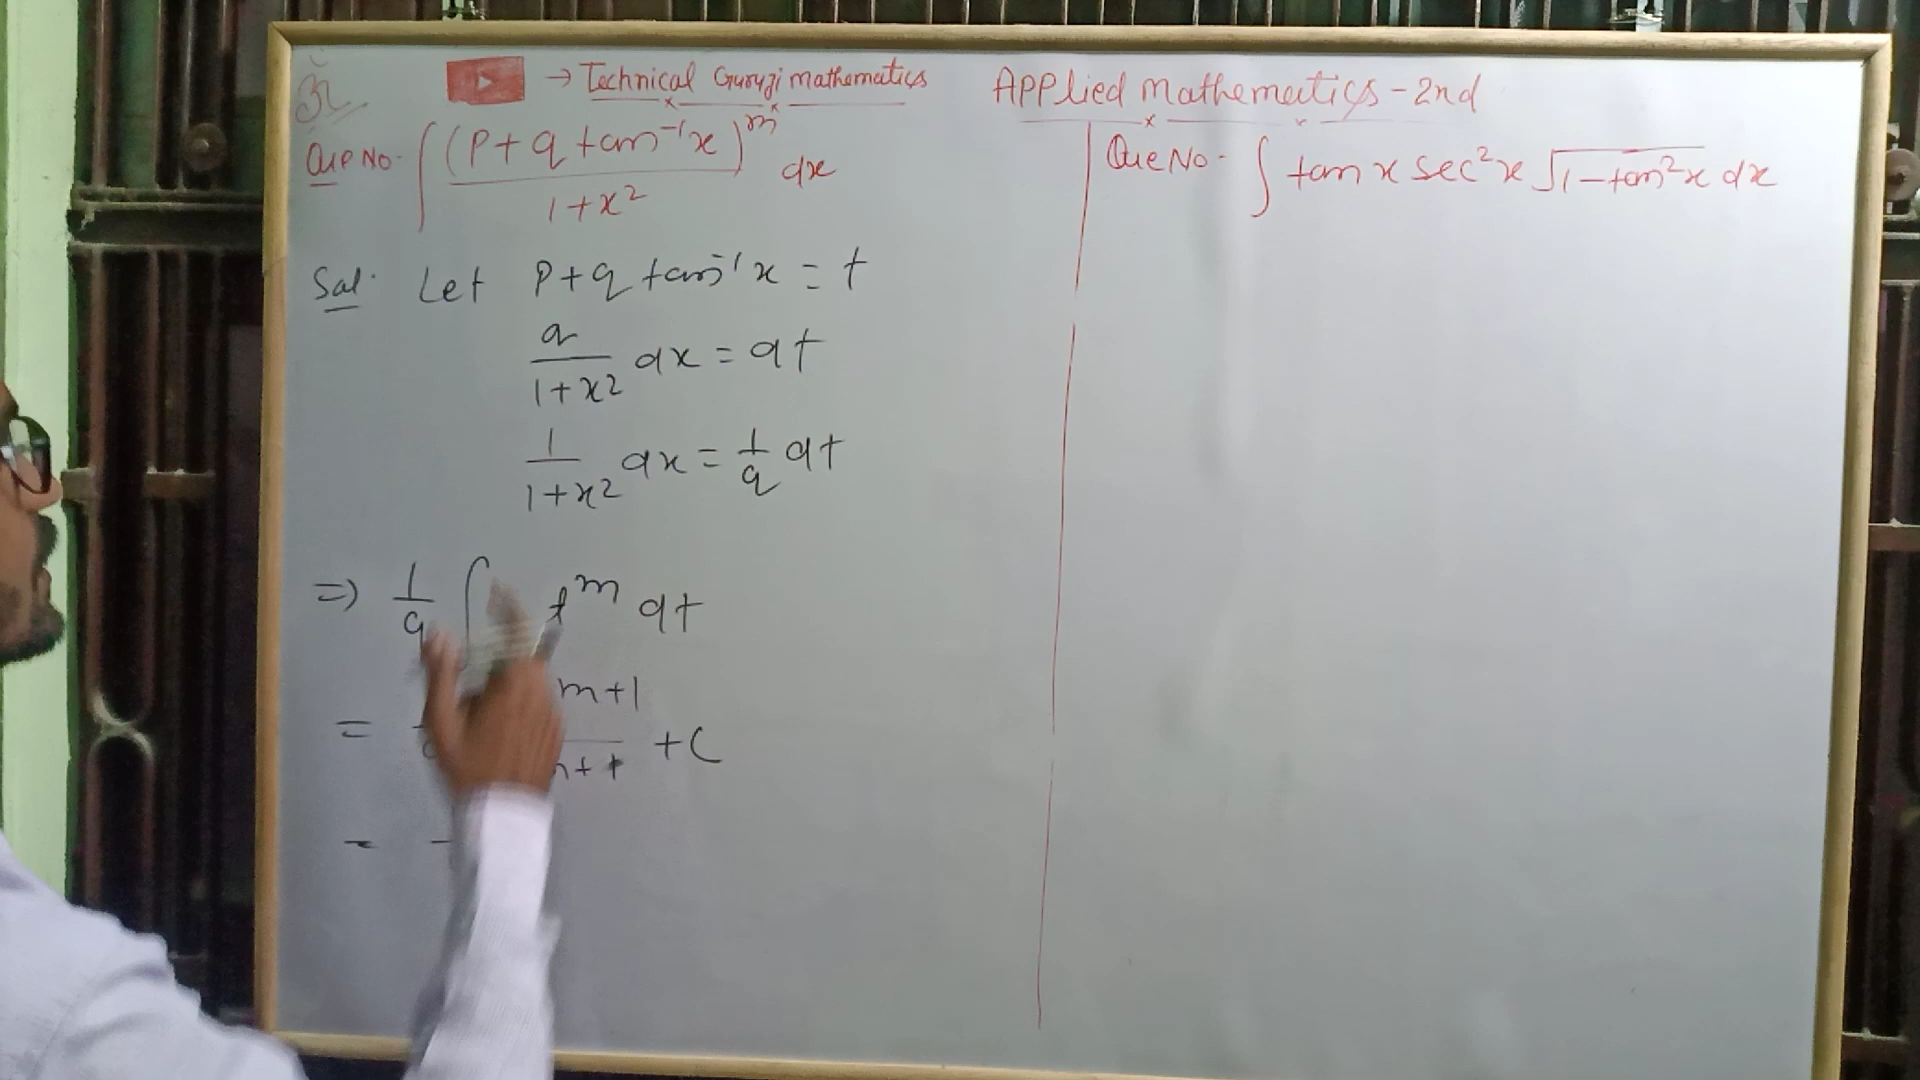 ॐ
→ Technical Guruji mathematics
Applied Mathematics - 2nd
Que No. ∫ (P + q tan⁻¹x)^m / 1+x² dx
Sol. Let P + q tan⁻¹x = t
q / 1+x² dx = dt
1 / 1+x² dx = 1/q dt
⇒ 1/q ∫ t^m dt
= m+1 / +1 + C
= -
Que No. ∫ tan x sec²x √1-tan²x dx